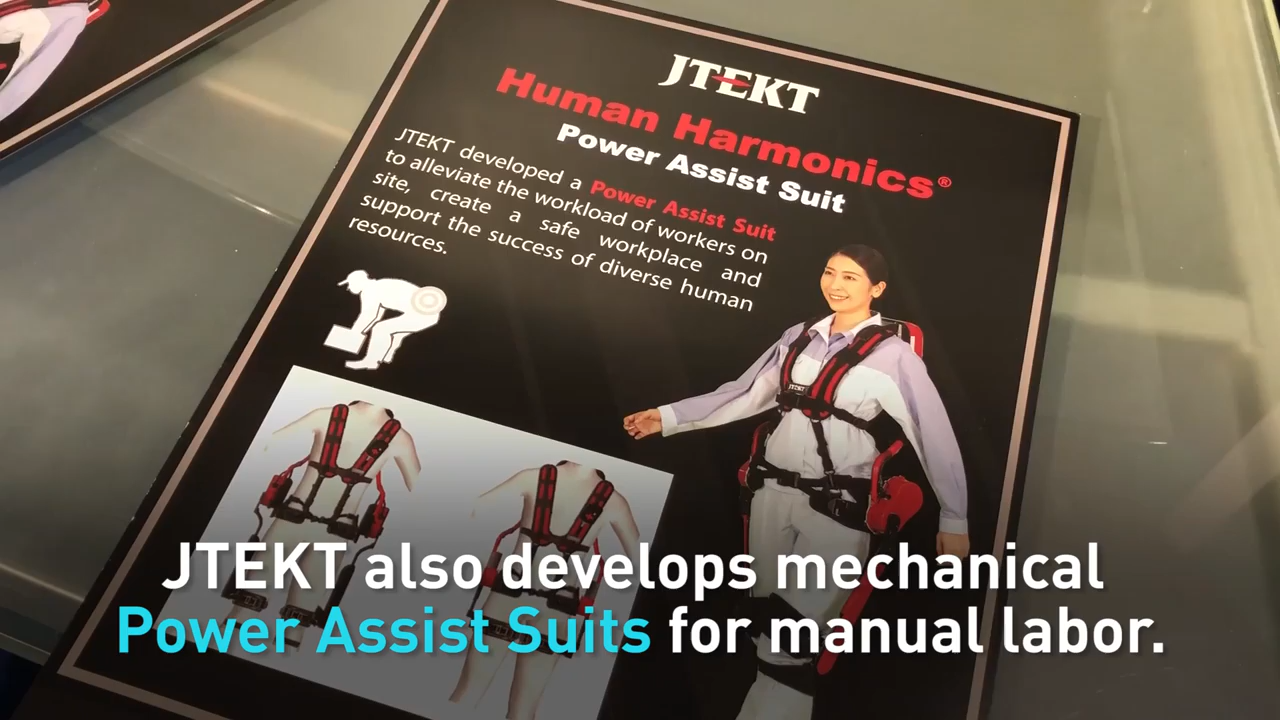 JTEKT
Human Harmonics®
Power Assist Suit
JTEKT developed a Power Assist Suit
to alleviate the workload of workers on
site, create a safe workplace and
support the success of diverse human
resources.
JTEKT
JTEKT also develops mechanical
Power Assist Suits for manual labor.